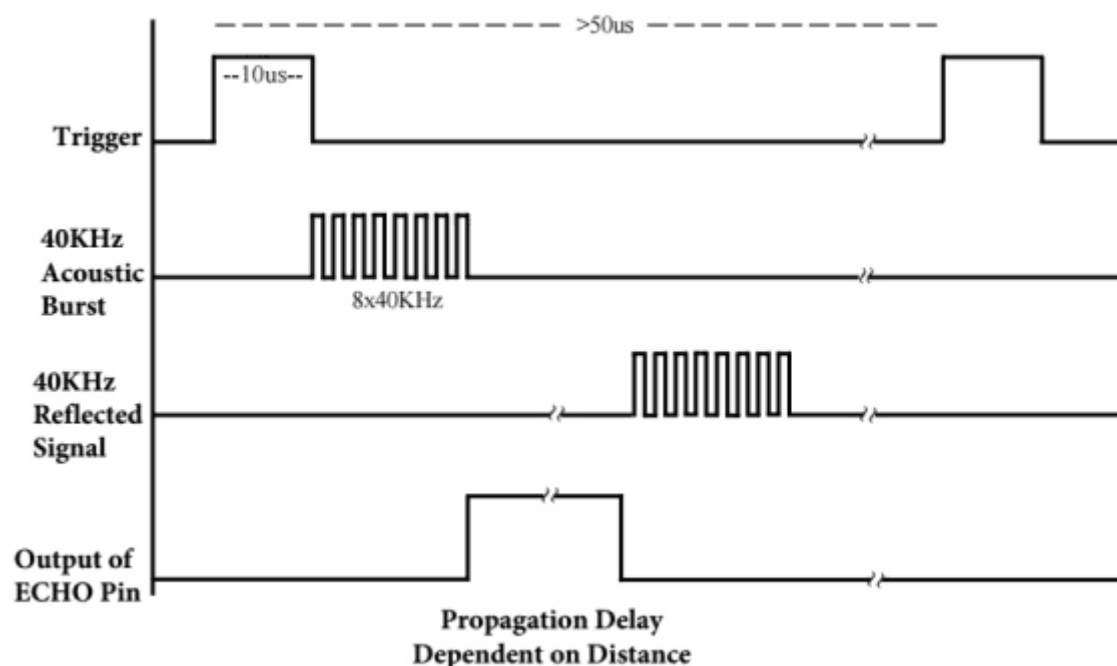 >50us
--10us--
Trigger
40KHz
Acoustic
Burst
8x40KHz
40KHz
Reflected
Signal
Output of
ECHO Pin
Propagation Delay
Dependent on Distance